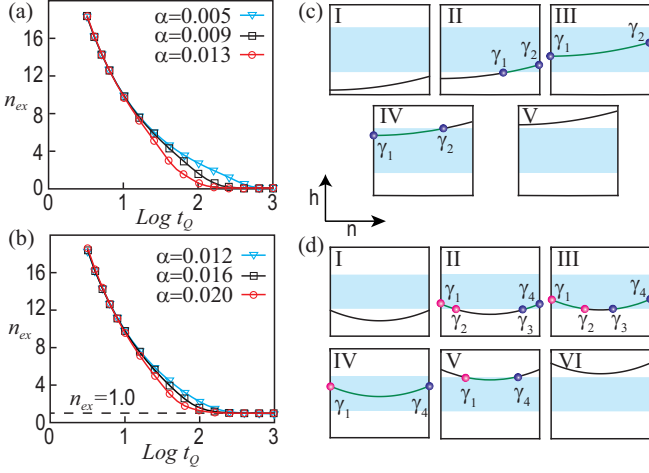 (a)
α=0.005
α=0.009
α=0.013
n_ex
16
12
8
4
0
0 1 2 3
Log t_Q
(b)
α=0.012
α=0.016
α=0.020
n_ex
16
12
8
4
0
n_ex=1.0
0 1 2 3
Log t_Q
(c)
I II III
γ₁ γ₂ γ₁ γ₂
IV V
γ₁ γ₂
h
n
(d)
I II III
γ₁ γ₂ γ₃ γ₄ γ₁ γ₂ γ₃ γ₄
IV V VI
γ₁ γ₄ γ₁ γ₄